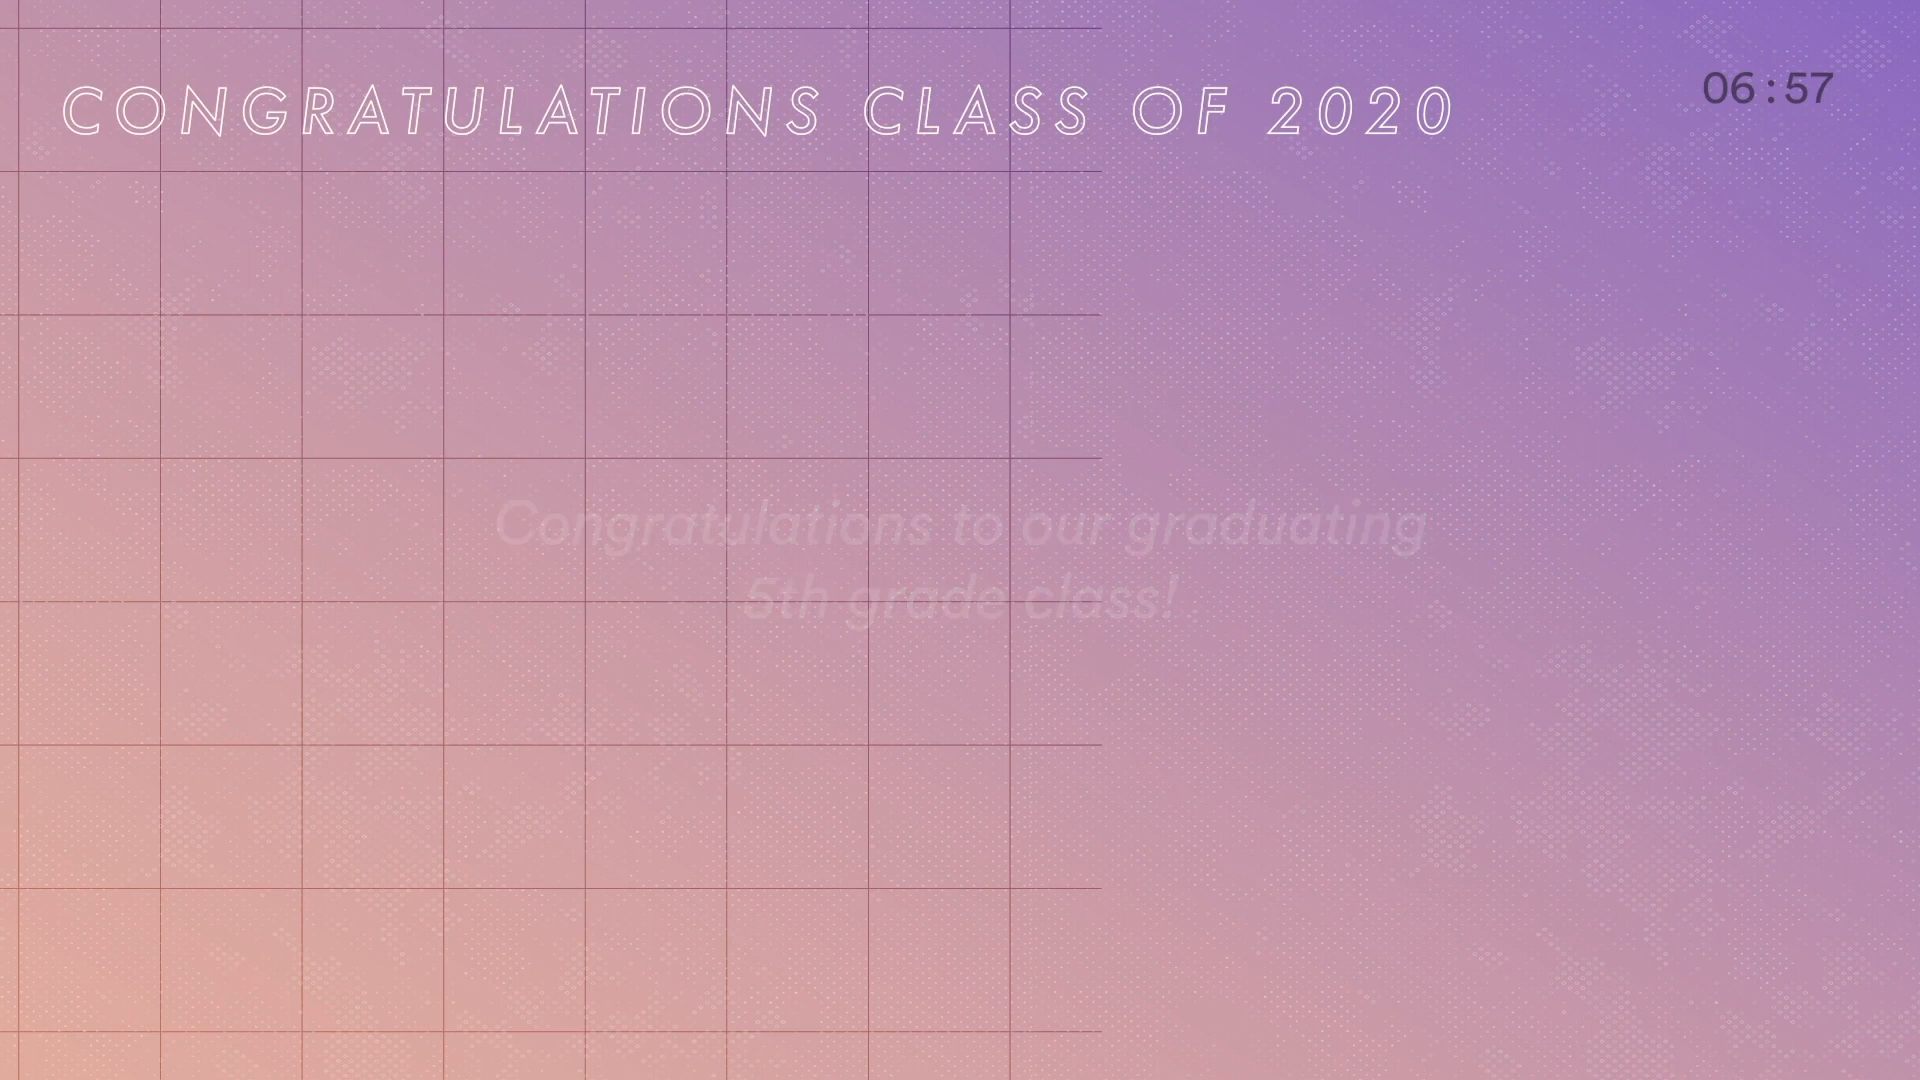 CONGRATULATIONS CLASS OF 2020
06:57
Congratulations to our graduating
5th grade class!